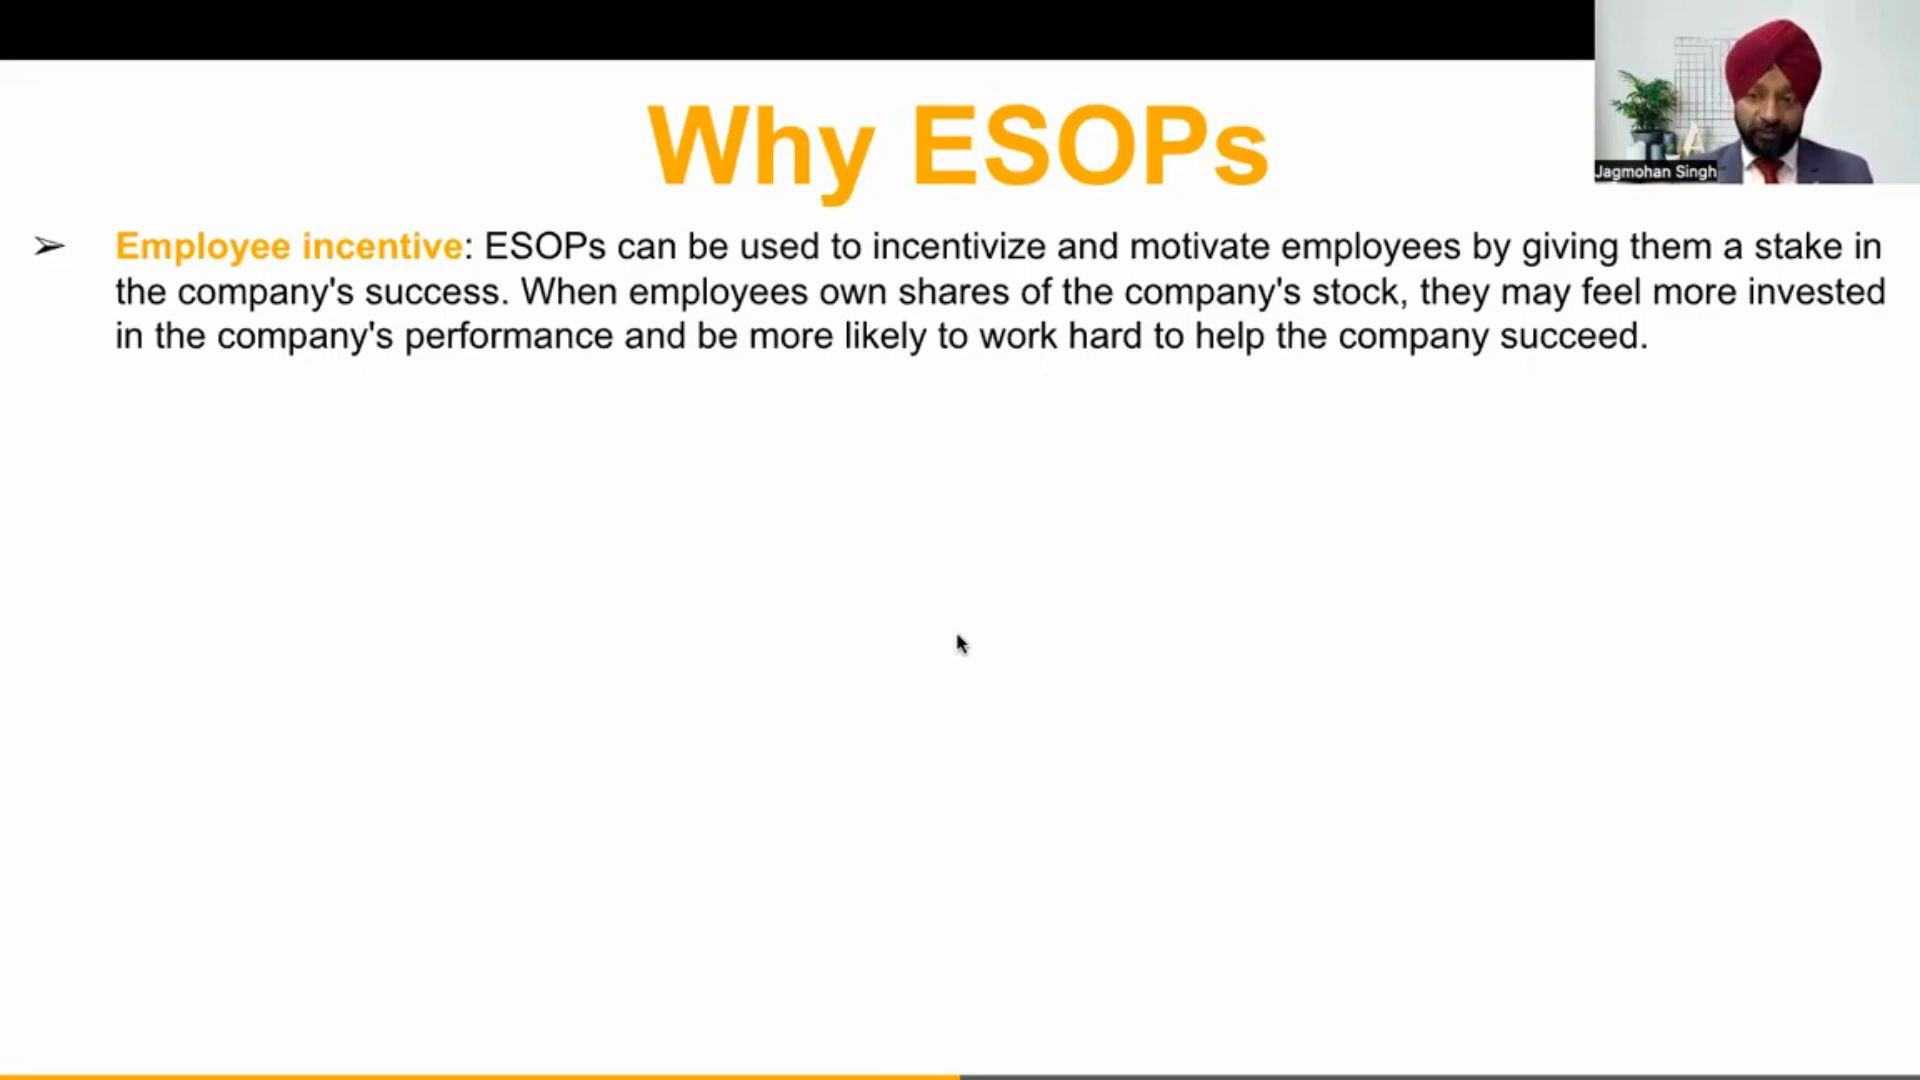 Why ESOPs
Jagmohan Singh
➢ Employee incentive: ESOPs can be used to incentivize and motivate employees by giving them a stake in
the company's success. When employees own shares of the company's stock, they may feel more invested
in the company's performance and be more likely to work hard to help the company succeed.